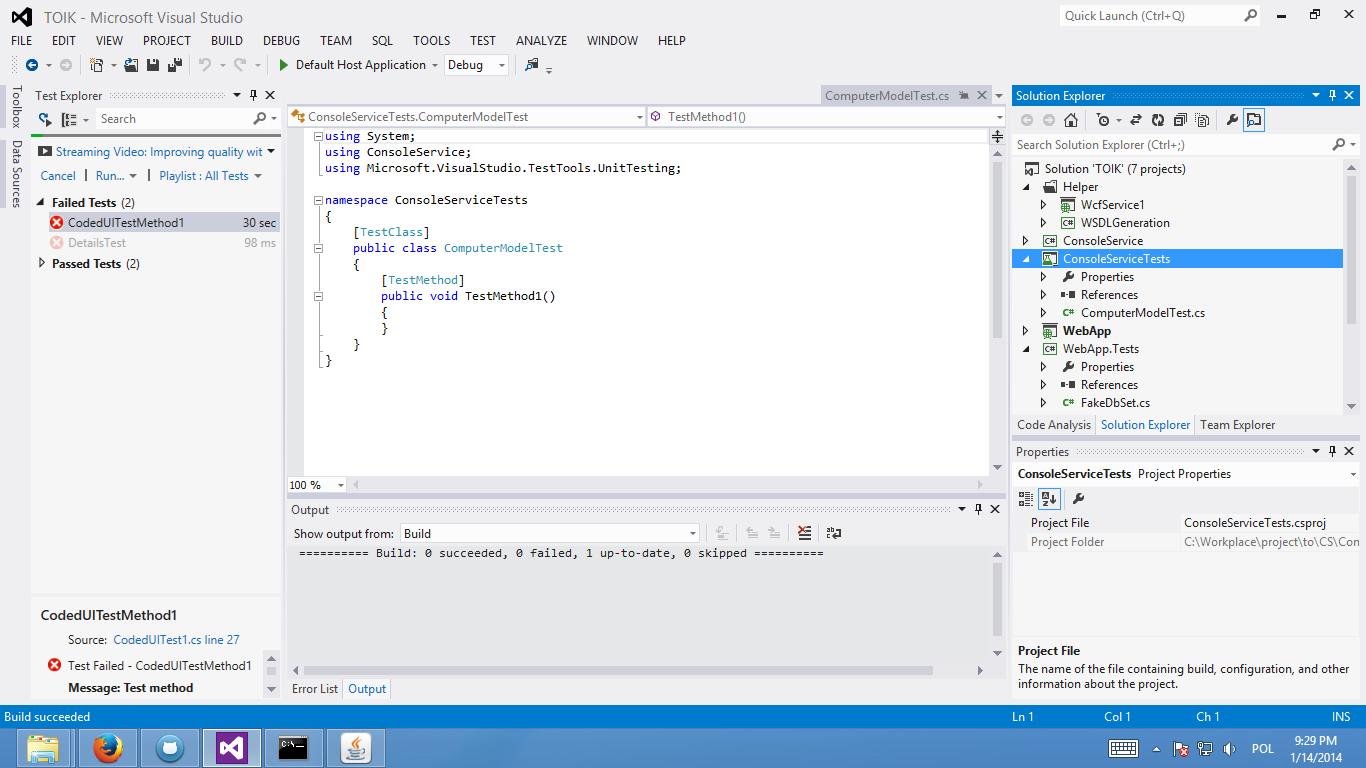 TOIK - Microsoft Visual Studio
Quick Launch (Ctrl+Q)
FILE EDIT VIEW PROJECT BUILD DEBUG TEAM SQL TOOLS TEST ANALYZE WINDOW HELP
Default Host Application Debug
Toolbox
Data Sources
Test Explorer
Search
Streaming Video: Improving quality wit
Cancel | Run... | Playlist : All Tests
Failed Tests (2)
CodedUITestMethod1 30 sec
DetailsTest 98 ms
Passed Tests (2)
CodedUITestMethod1
Source: CodedUITest1.cs line 27
Test Failed - CodedUITestMethod1
Message: Test method
ComputerModelTest.cs
ConsoleServiceTests.ComputerModelTest TestMethod1()
using System;
using ConsoleService;
using Microsoft.VisualStudio.TestTools.UnitTesting;
namespace ConsoleServiceTests
{
[TestClass]
public class ComputerModelTest
{
[TestMethod]
public void TestMethod1()
{
}
}
}
100 %
Output
Show output from: Build
========== Build: 0 succeeded, 0 failed, 1 up-to-date, 0 skipped ==========
Error List Output
Solution Explorer
Search Solution Explorer (Ctrl+;)
Solution 'TOIK' (7 projects)
Helper
WcfService1
C# WSDLGeneration
C# ConsoleService
ConsoleServiceTests
Properties
References
C# ComputerModelTest.cs
WebApp
C# WebApp.Tests
Properties
References
C# FakeDbSet.cs
Code Analysis Solution Explorer Team Explorer
Properties
ConsoleServiceTests Project Properties
Project File ConsoleServiceTests.csproj
Project Folder C:\Workplace\project\to\CS\Con
Project File
The name of the file containing build, configuration, and other
information about the project.
Build succeeded Ln 1 Col 1 Ch 1 INS
C:\_
POL
9:29 PM
1/14/2014